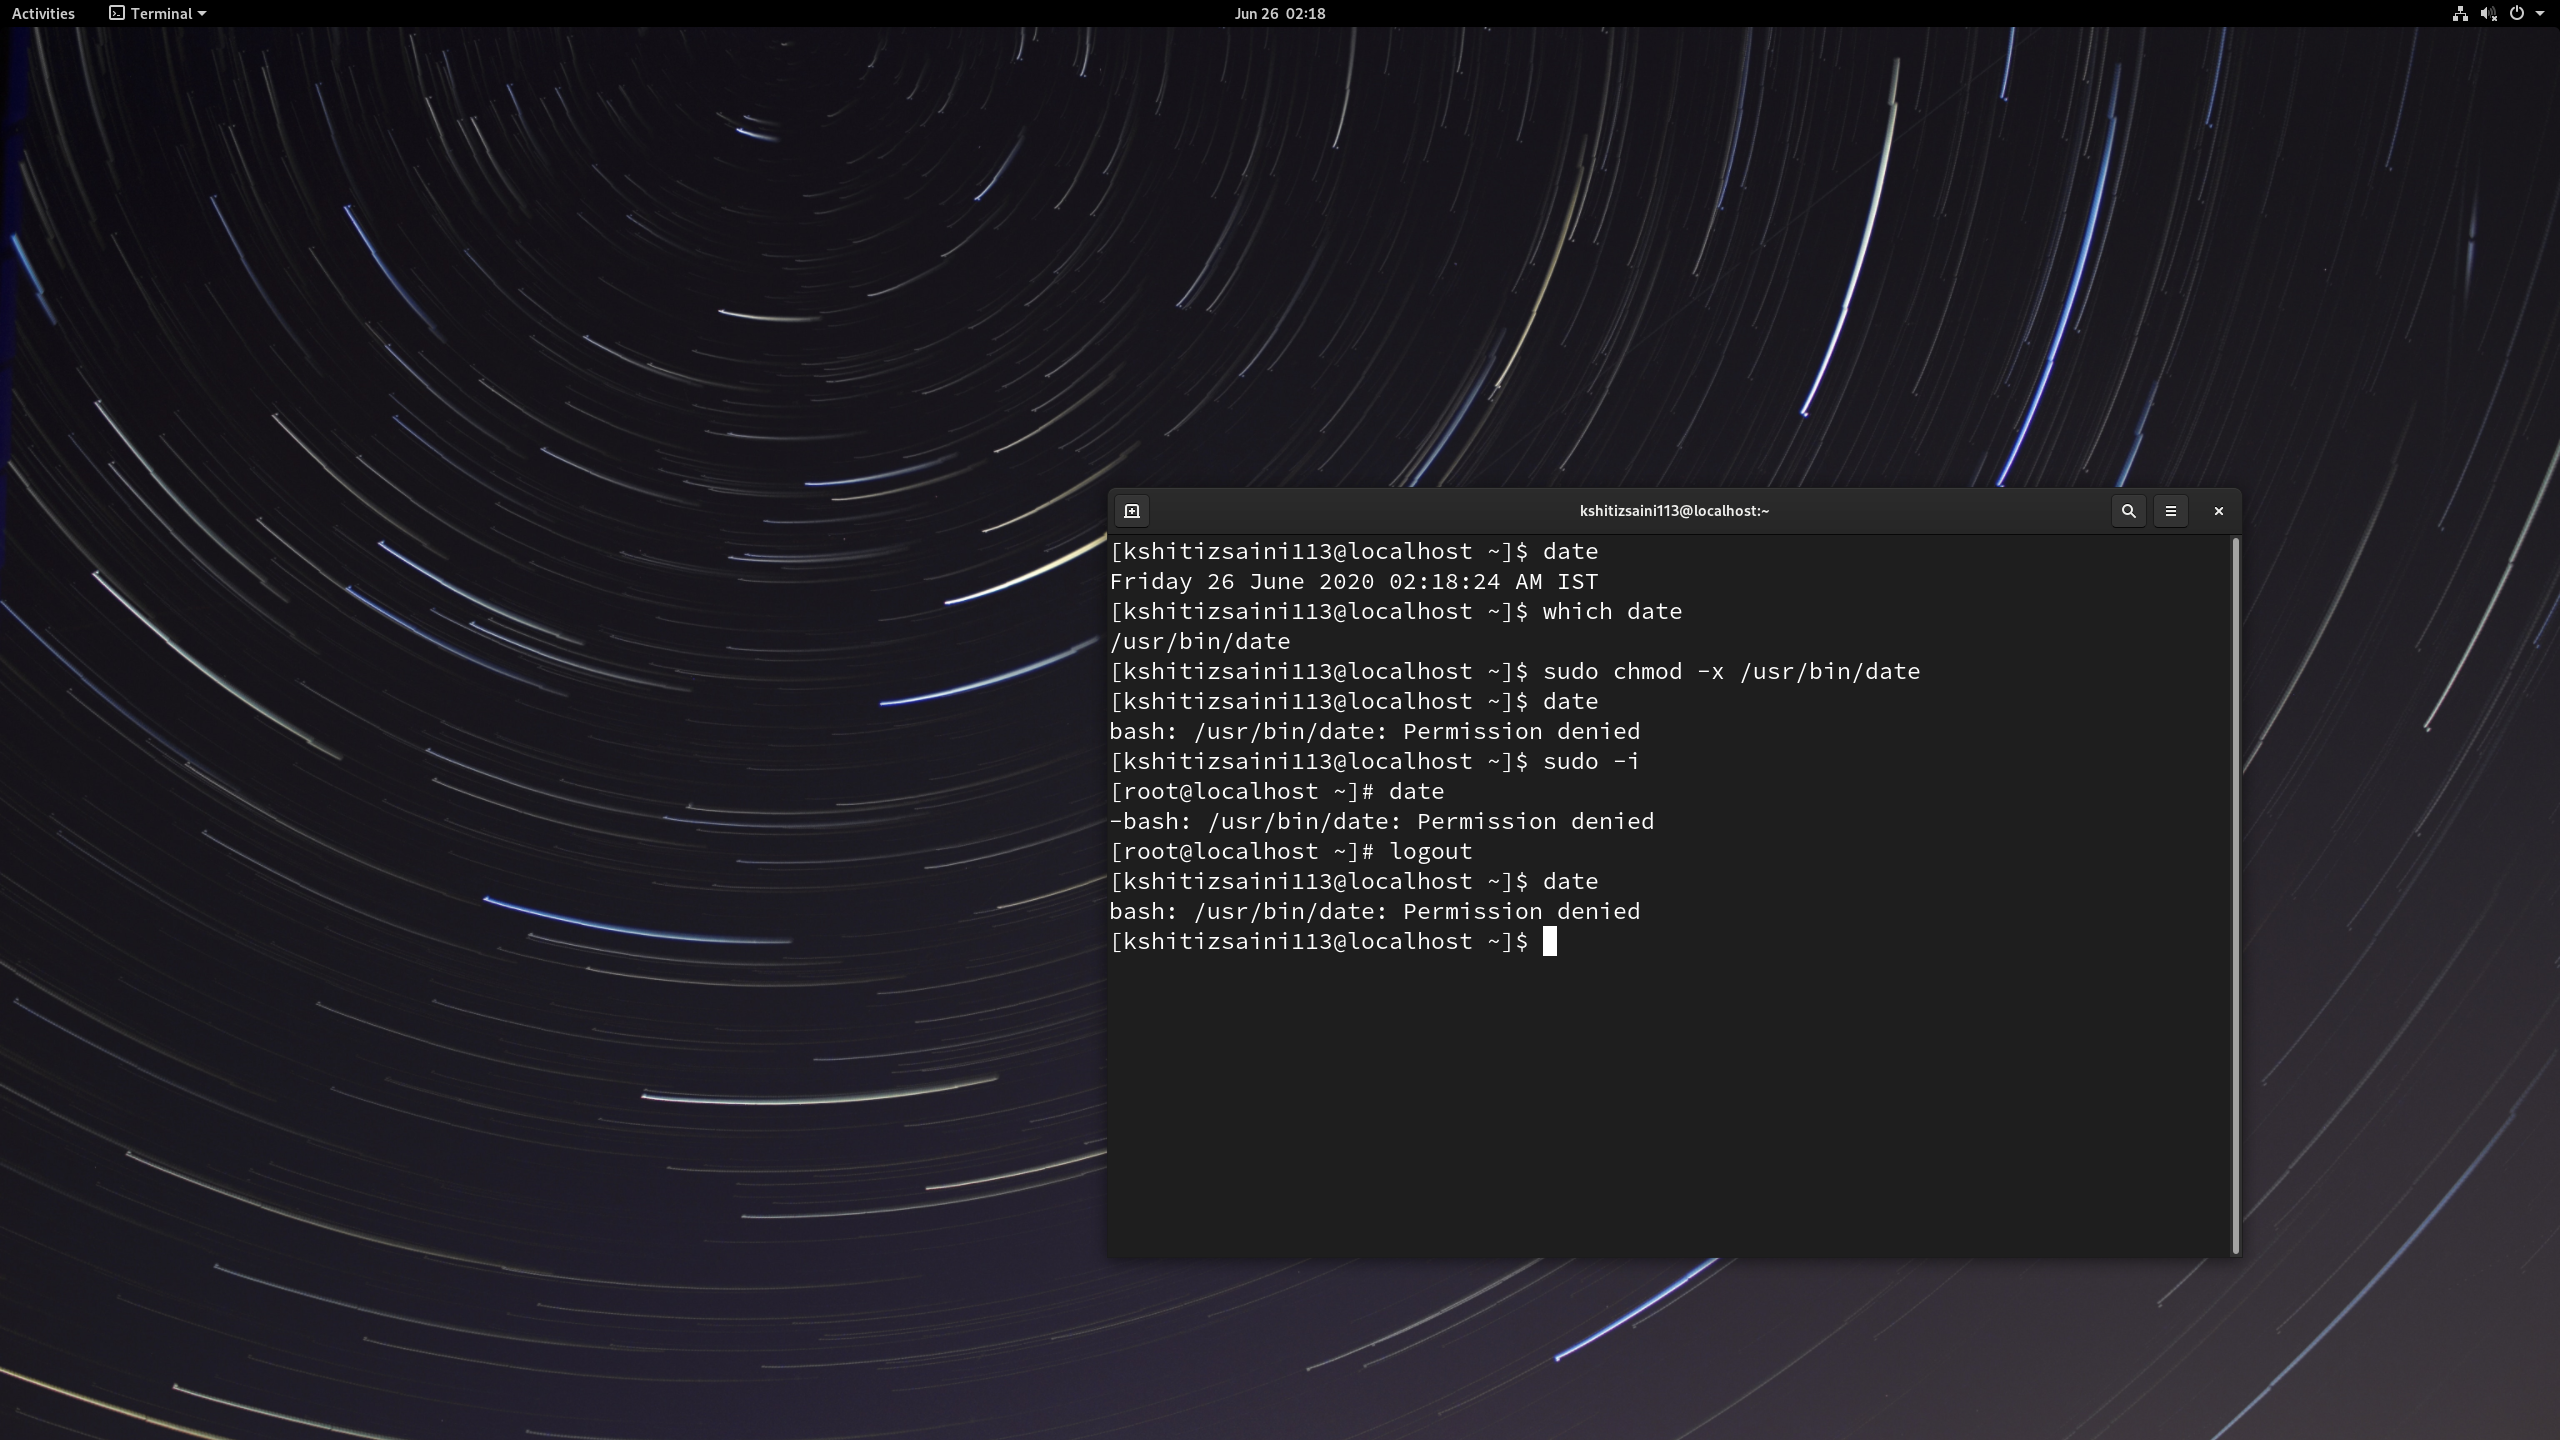 Activities
Terminal
Jun 26 02:18
kshitizsaini113@localhost:~
[kshitizsaini113@localhost ~]$ date
Friday 26 June 2020 02:18:24 AM IST
[kshitizsaini113@localhost ~]$ which date
/usr/bin/date
[kshitizsaini113@localhost ~]$ sudo chmod -x /usr/bin/date
[kshitizsaini113@localhost ~]$ date
bash: /usr/bin/date: Permission denied
[kshitizsaini113@localhost ~]$ sudo -i
[root@localhost ~]# date
-bash: /usr/bin/date: Permission denied
[root@localhost ~]# logout
[kshitizsaini113@localhost ~]$ date
bash: /usr/bin/date: Permission denied
[kshitizsaini113@localhost ~]$